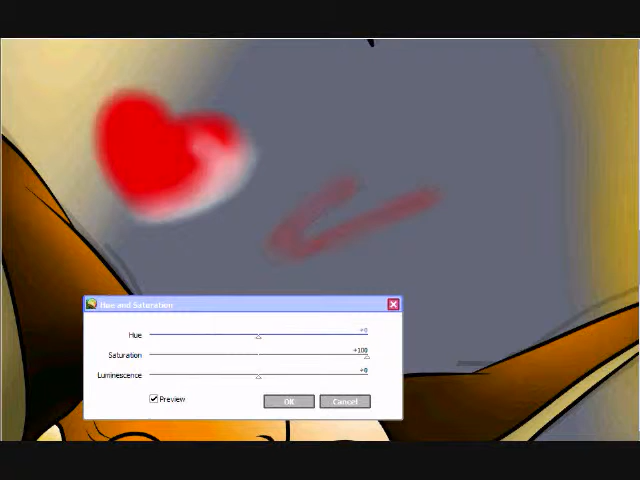 Hue and Saturation
Hue +0
Saturation +100
Luminescence +0
Preview OK Cancel